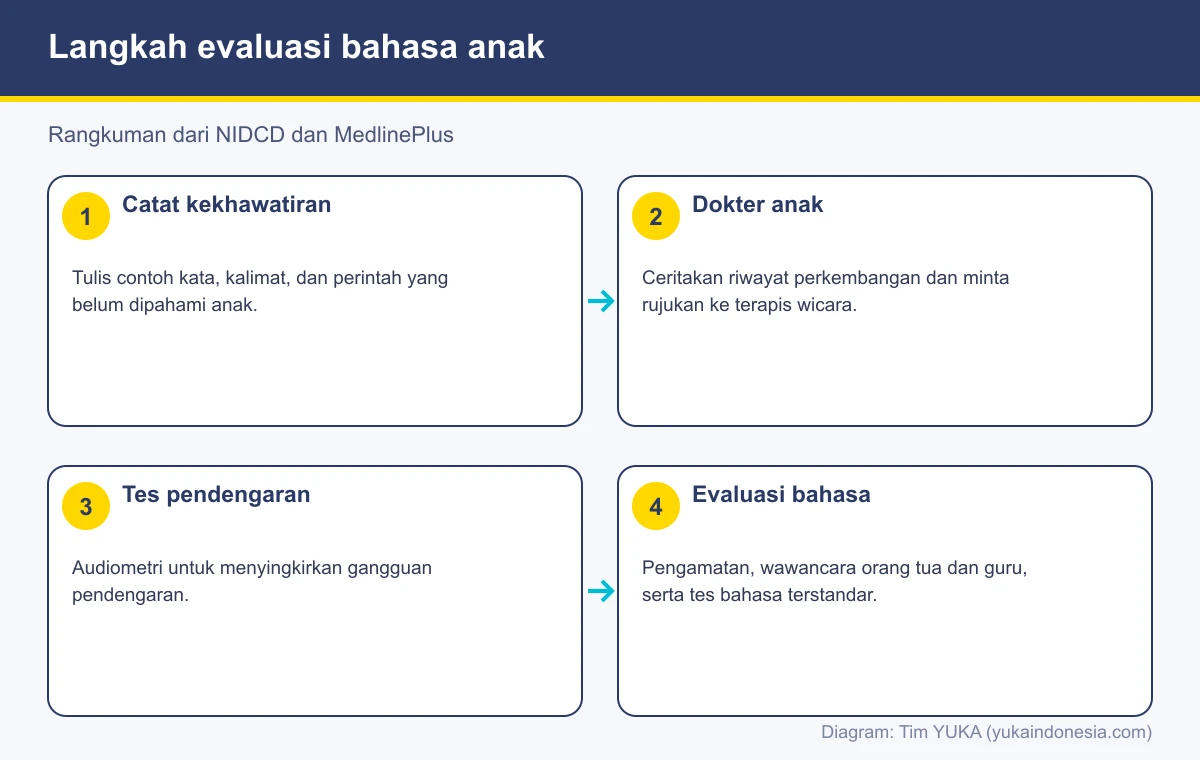 Langkah evaluasi bahasa anak
Rangkuman dari NIDCD dan MedlinePlus
1
Catat kekhawatiran
Tulis contoh kata, kalimat, dan perintah yang
belum dipahami anak.
2
Dokter anak
Ceritakan riwayat perkembangan dan minta
rujukan ke terapis wicara.
3
Tes pendengaran
Audiometri untuk menyingkirkan gangguan
pendengaran.
4
Evaluasi bahasa
Pengamatan, wawancara orang tua dan guru,
serta tes bahasa terstandar.
Diagram: Tim YUKA (yukaindonesia.com)